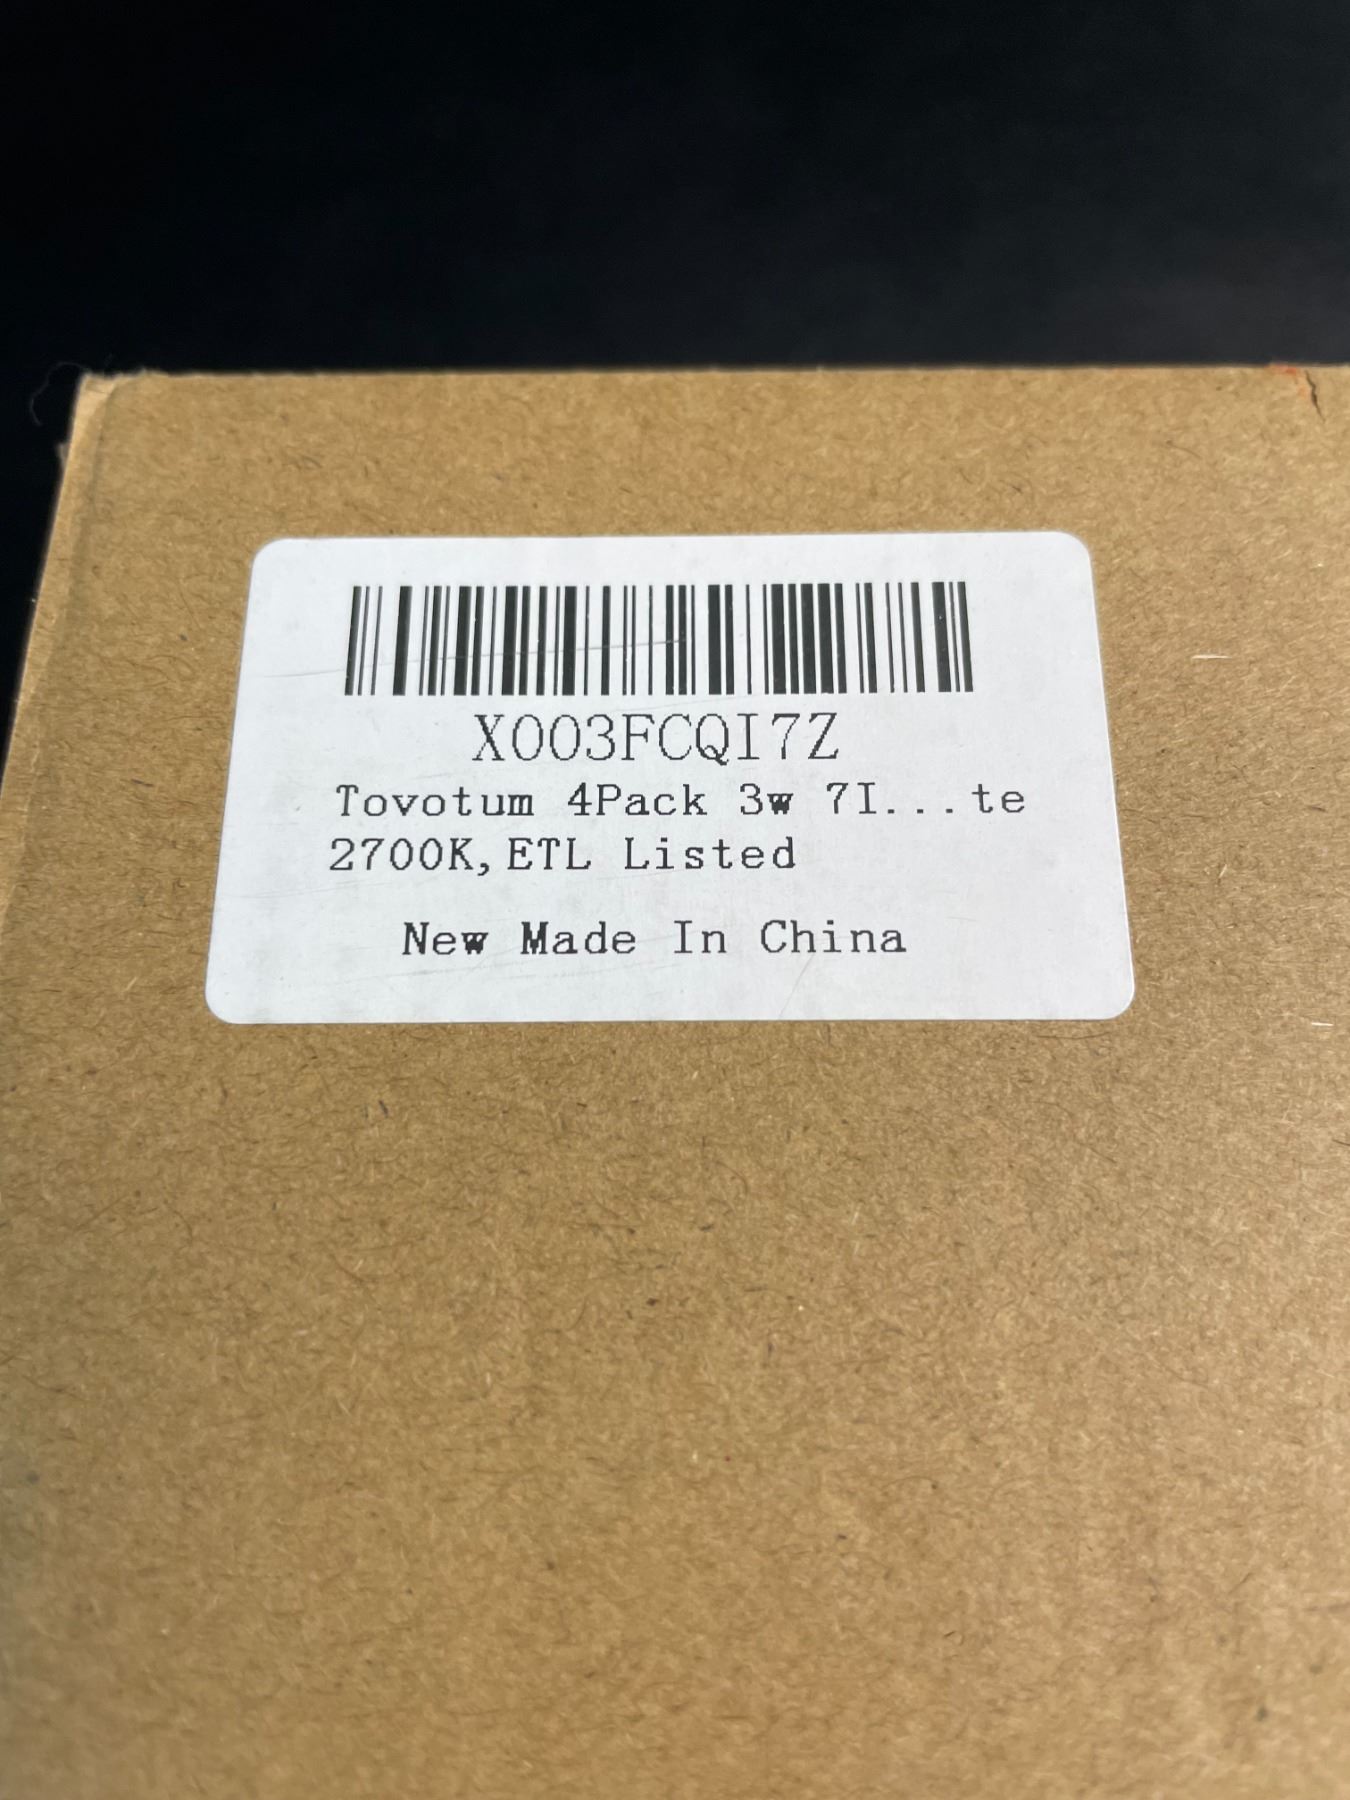 X003FCQI7Z
Tovotum 4Pack 3w 7I...te
2700K,ETL Listed
New Made In China